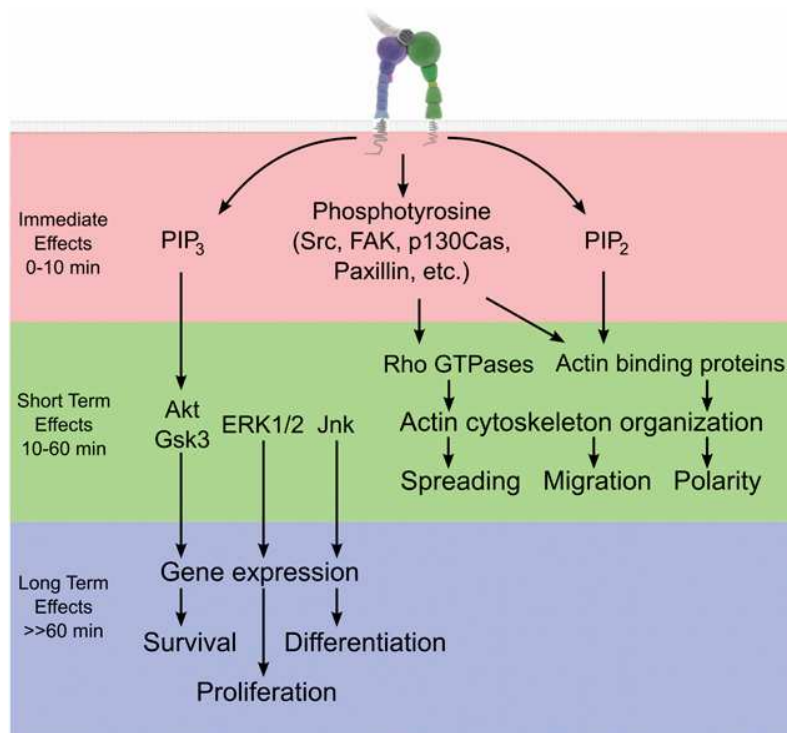 Immediate
Effects
0-10 min
PIP3
Phosphotyrosine
(Src, FAK, p130Cas,
Paxillin, etc.)
PIP2
Short Term
Effects
10-60 min
Akt
Gsk3
ERK1/2
Jnk
Rho GTPases
Actin binding proteins
Actin cytoskeleton organization
Spreading
Migration
Polarity
Long Term
Effects
>>60 min
Gene expression
Survival
Differentiation
Proliferation